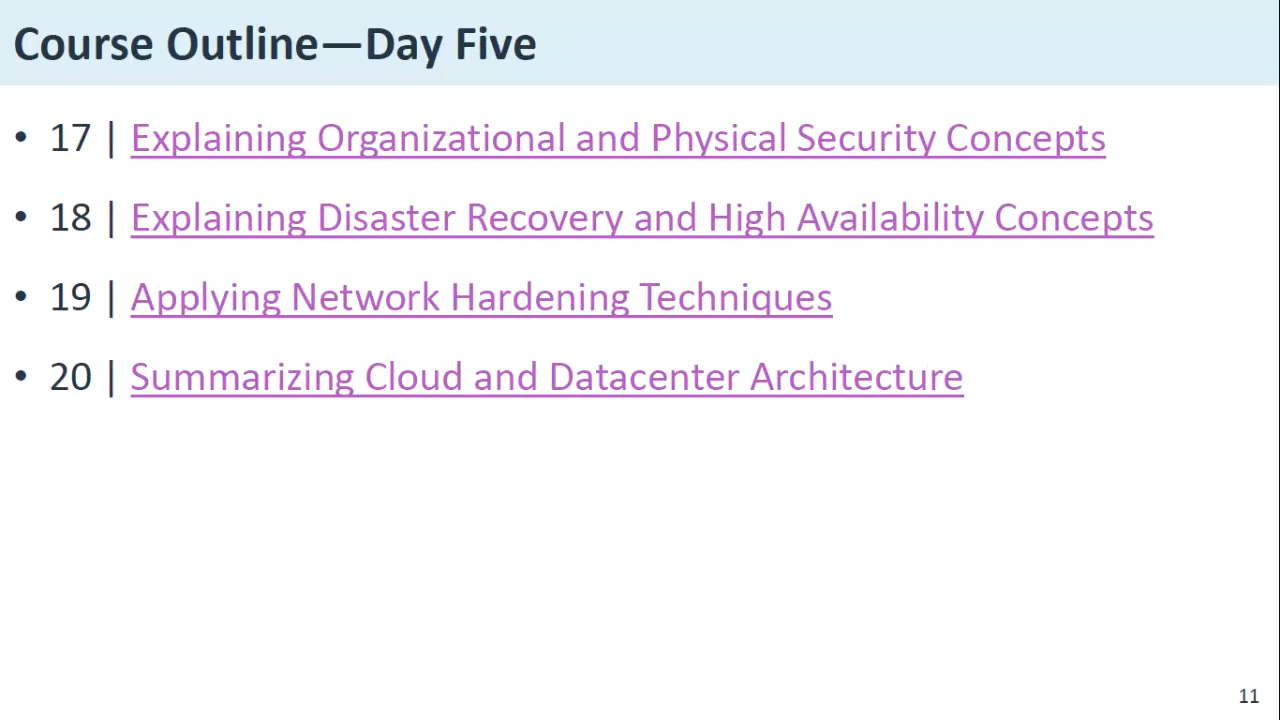 Course Outline—Day Five
• 17 | Explaining Organizational and Physical Security Concepts
• 18 | Explaining Disaster Recovery and High Availability Concepts
• 19 | Applying Network Hardening Techniques
• 20 | Summarizing Cloud and Datacenter Architecture
11